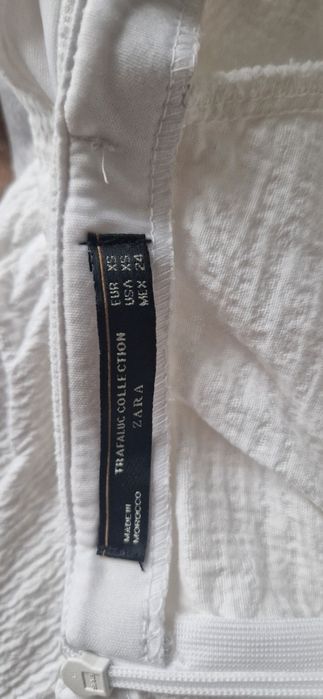 TRAFALUC COLLECTION
ZARA
EUR XS
USA XS
MEX 24
MADE IN
MOROCCO